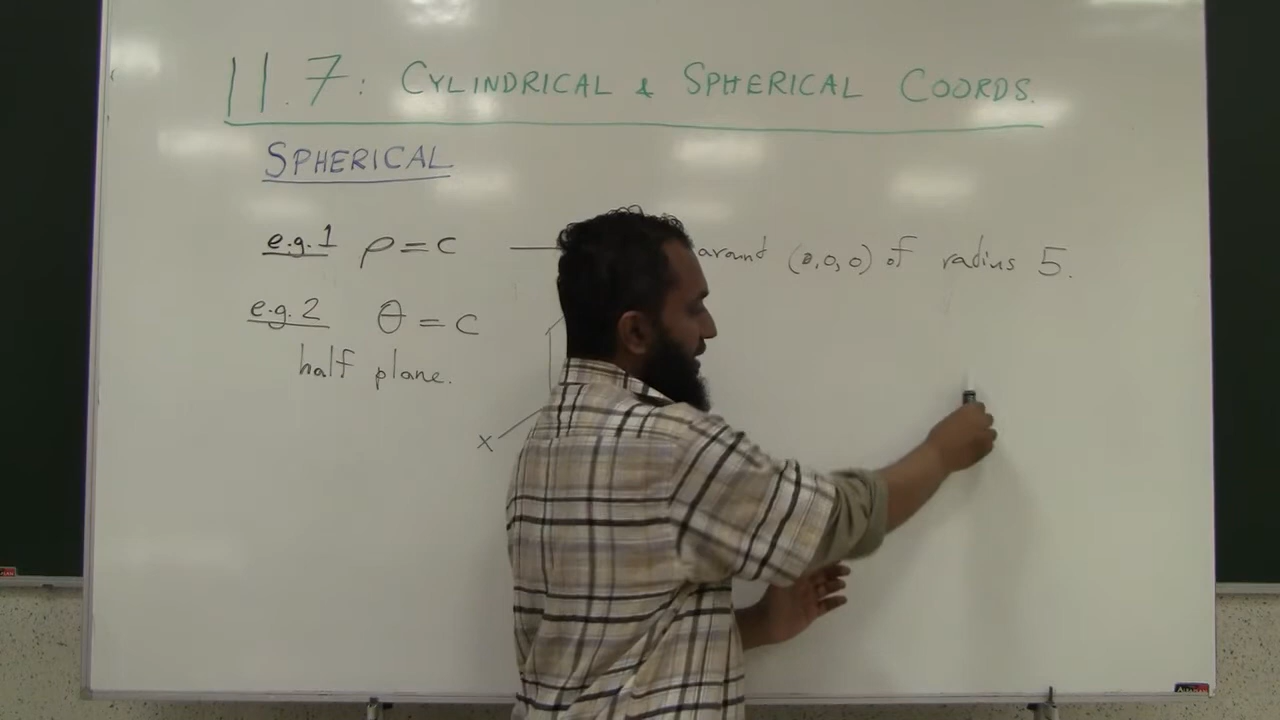 11.7: CYLINDRICAL & SPHERICAL COORDS.
SPHERICAL
e.g. 1 ρ = c — around (0,0,0) of radius 5.
e.g. 2 θ = c
half plane.
x